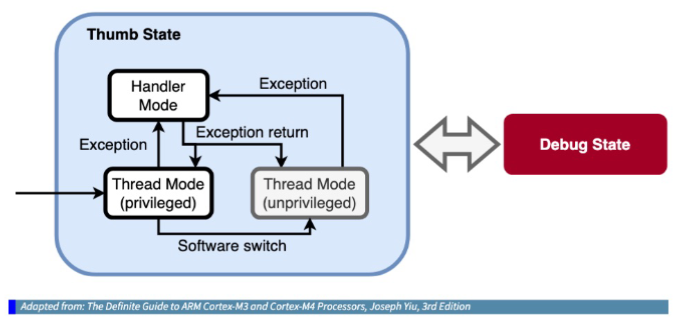 Thumb State
Handler
Mode
Exception
Exception
Exception return
Thread Mode
(privileged)
Thread Mode
(unprivileged)
Software switch
Debug State
Adapted from: The Definite Guide to ARM Cortex-M3 and Cortex-M4 Processors, Joseph Yiu, 3rd Edition